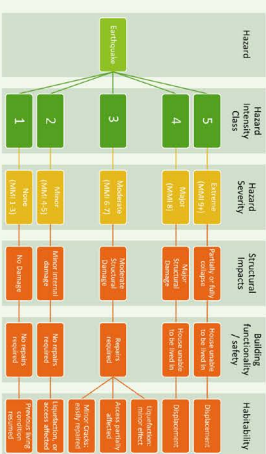 Hazard
Hazard
Intensity
Class
Hazard
Severity
Structural
Impacts
Building
functionality
/ safety
Habitability
Earthquake
5
Extreme
(MMI 9+)
Partially or fully
collapse
House unable
to be lived in
Displacement
4
Major
(MMI 8)
Major
Structural
Damage
House unable
to be lived in
Displacement
3
Moderate
(MMI 6-7)
Moderate
Structural
Damage
Repairs
required
Liquefaction:
minor effect
Access partially
affected
Minor Cracks:
easily repaired
2
Minor
(MMI 4-5)
Minor internal
damage
No repairs
required
Liquefaction, or
access affected
1
None
(MMI 1-3)
No Damage
No repairs
required
Previous living
condition
returned